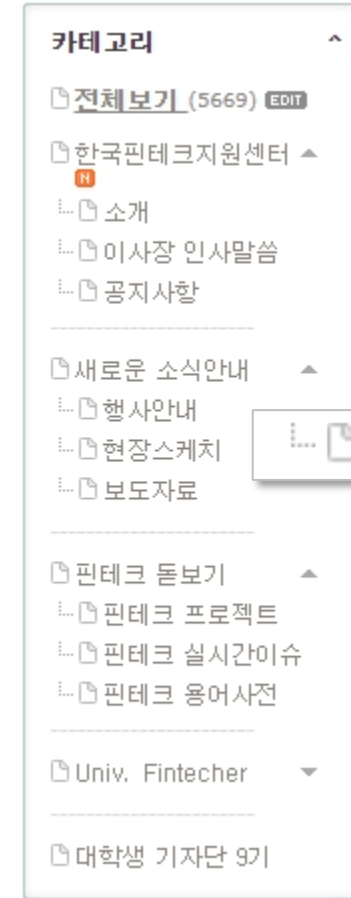 카테고리
전체보기 (5669) EDIT
한국핀테크지원센터
N
소개
이사장 인사말씀
공지사항
새로운 소식안내
행사안내
현장스케치
보도자료
핀테크 돋보기
핀테크 프로젝트
핀테크 실시간이슈
핀테크 용어사전
Univ. Fintecher
대학생 기자단 9기